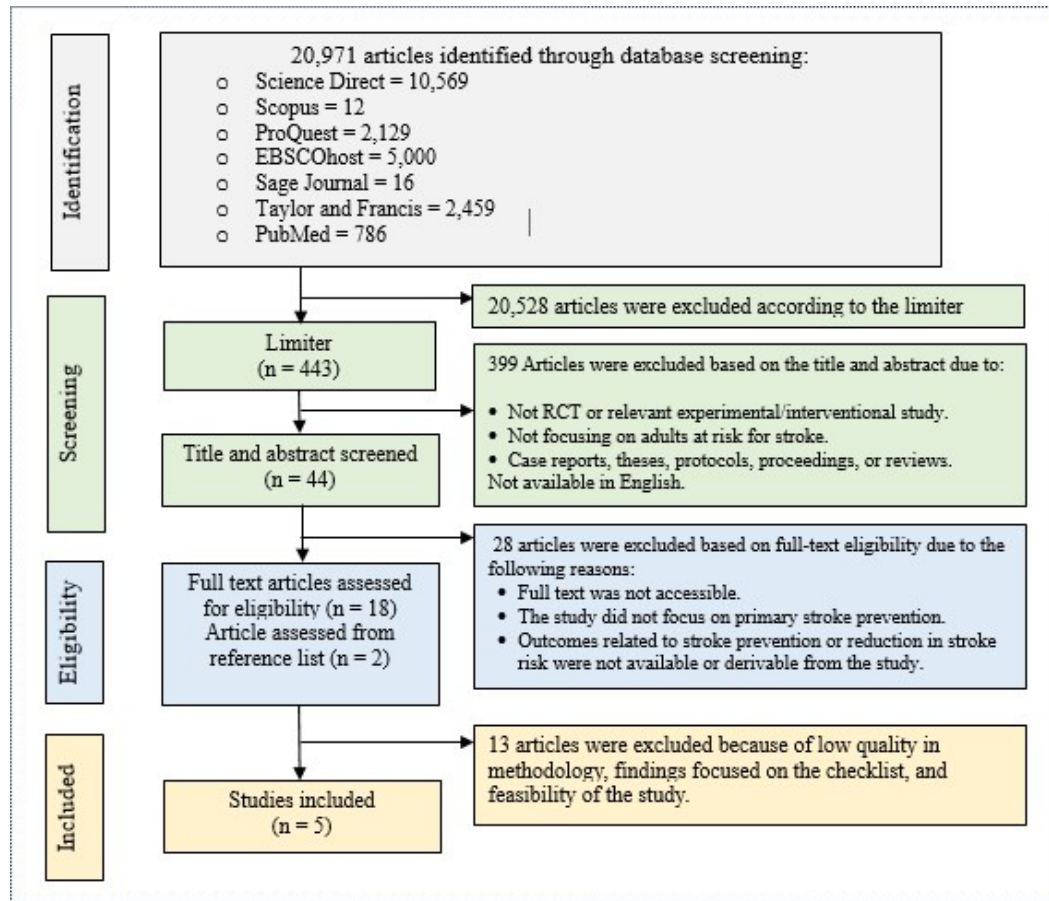 Identification
20,971 articles identified through database screening:
o Science Direct = 10,569
o Scopus = 12
o ProQuest = 2,129
o EBSCOhost = 5,000
o Sage Journal = 16
o Taylor and Francis = 2,459
o PubMed = 786
Screening
20,528 articles were excluded according to the limiter
Limiter
(n = 443)
399 Articles were excluded based on the title and abstract due to:
• Not RCT or relevant experimental/interventional study.
• Not focusing on adults at risk for stroke.
• Case reports, theses, protocols, proceedings, or reviews.
Not available in English.
Title and abstract screened
(n = 44)
Eligibility
28 articles were excluded based on full-text eligibility due to the
following reasons:
• Full text was not accessible.
• The study did not focus on primary stroke prevention.
• Outcomes related to stroke prevention or reduction in stroke
risk were not available or derivable from the study.
Full text articles assessed
for eligibility (n = 18)
Article assessed from
reference list (n = 2)
Included
13 articles were excluded because of low quality in
methodology, findings focused on the checklist, and
feasibility of the study.
Studies included
(n = 5)